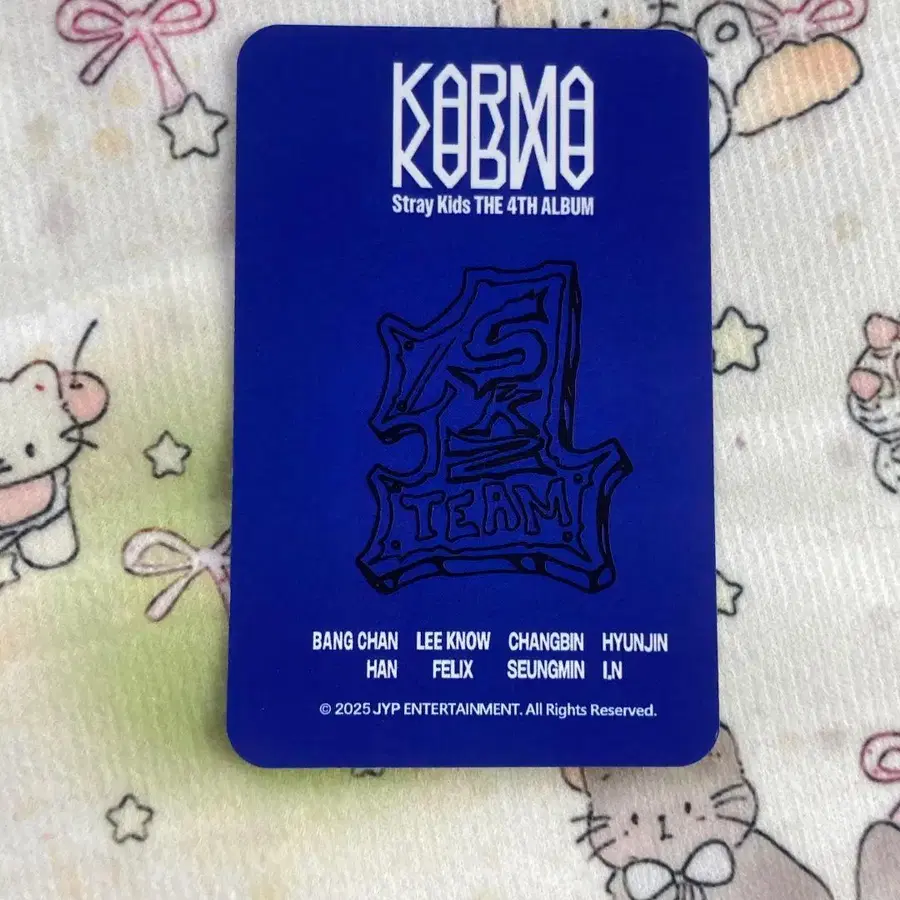 KARMA
Stray Kids THE 4TH ALBUM
SKZ
TEAM
BANG CHAN LEE KNOW CHANGBIN HYUNJIN
HAN FELIX SEUNGMIN I.N
© 2025 JYP ENTERTAINMENT. All Rights Reserved.